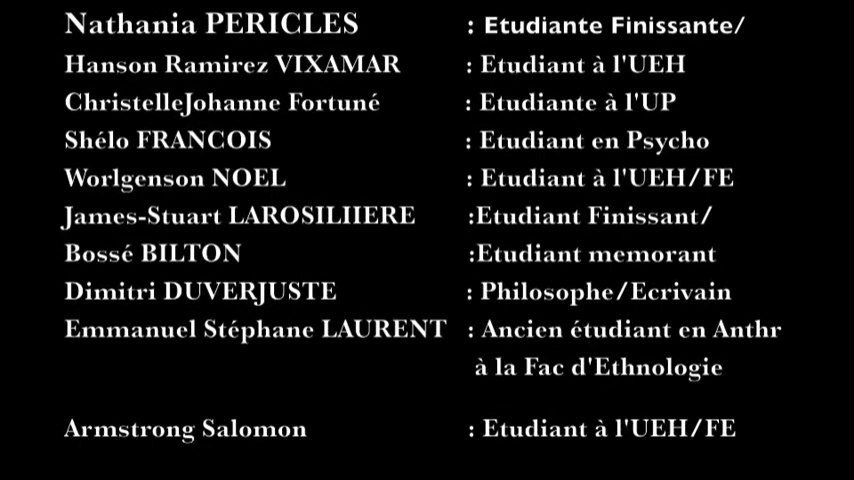 Nathania PERICLES : Etudiante Finissante/
Hanson Ramirez VIXAMAR : Etudiant à l'UEH
ChristelleJohanne Fortuné : Etudiante à l'UP
Shélo FRANCOIS : Etudiant en Psycho
Worlgenson NOEL : Etudiant à l'UEH/FE
James-Stuart LAROSILIIERE :Etudiant Finissant/
Bossé BILTON :Etudiant memorant
Dimitri DUVERJUSTE : Philosophe/Ecrivain
Emmanuel Stéphane LAURENT : Ancien étudiant en Anthr
à la Fac d'Ethnologie
Armstrong Salomon : Etudiant à l'UEH/FE